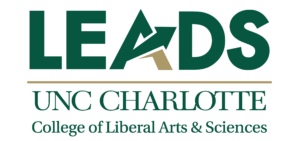 LEADS
UNC CHARLOTTE
College of Liberal Arts & Sciences